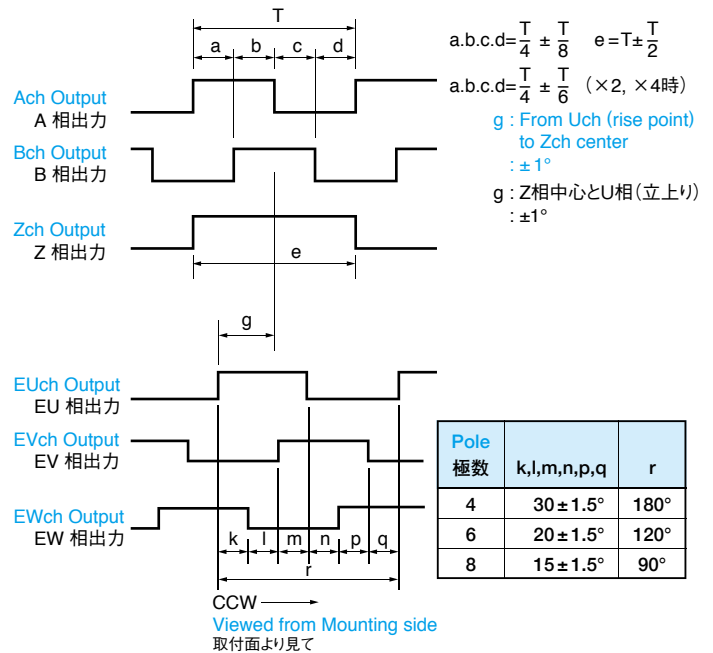 T
a b c d
Ach Output
A 相出力
Bch Output
B 相出力
Zch Output
Z 相出力
e
g
a.b.c.d=T/4 ± T/8 e=T±T/2
a.b.c.d=T/4 ± T/6 (×2, ×4時)
g : From Uch (rise point)
to Zch center
: ± 1°
g : Z相中心とU相(立上り)
: ±1°
EUch Output
EU 相出力
EVch Output
EV 相出力
EWch Output
EW 相出力
k l m n p q
r
CCW
Viewed from Mounting side
取付面より見て
Pole
極数 k,l,m,n,p,q r
4 30±1.5° 180°
6 20±1.5° 120°
8 15±1.5° 90°